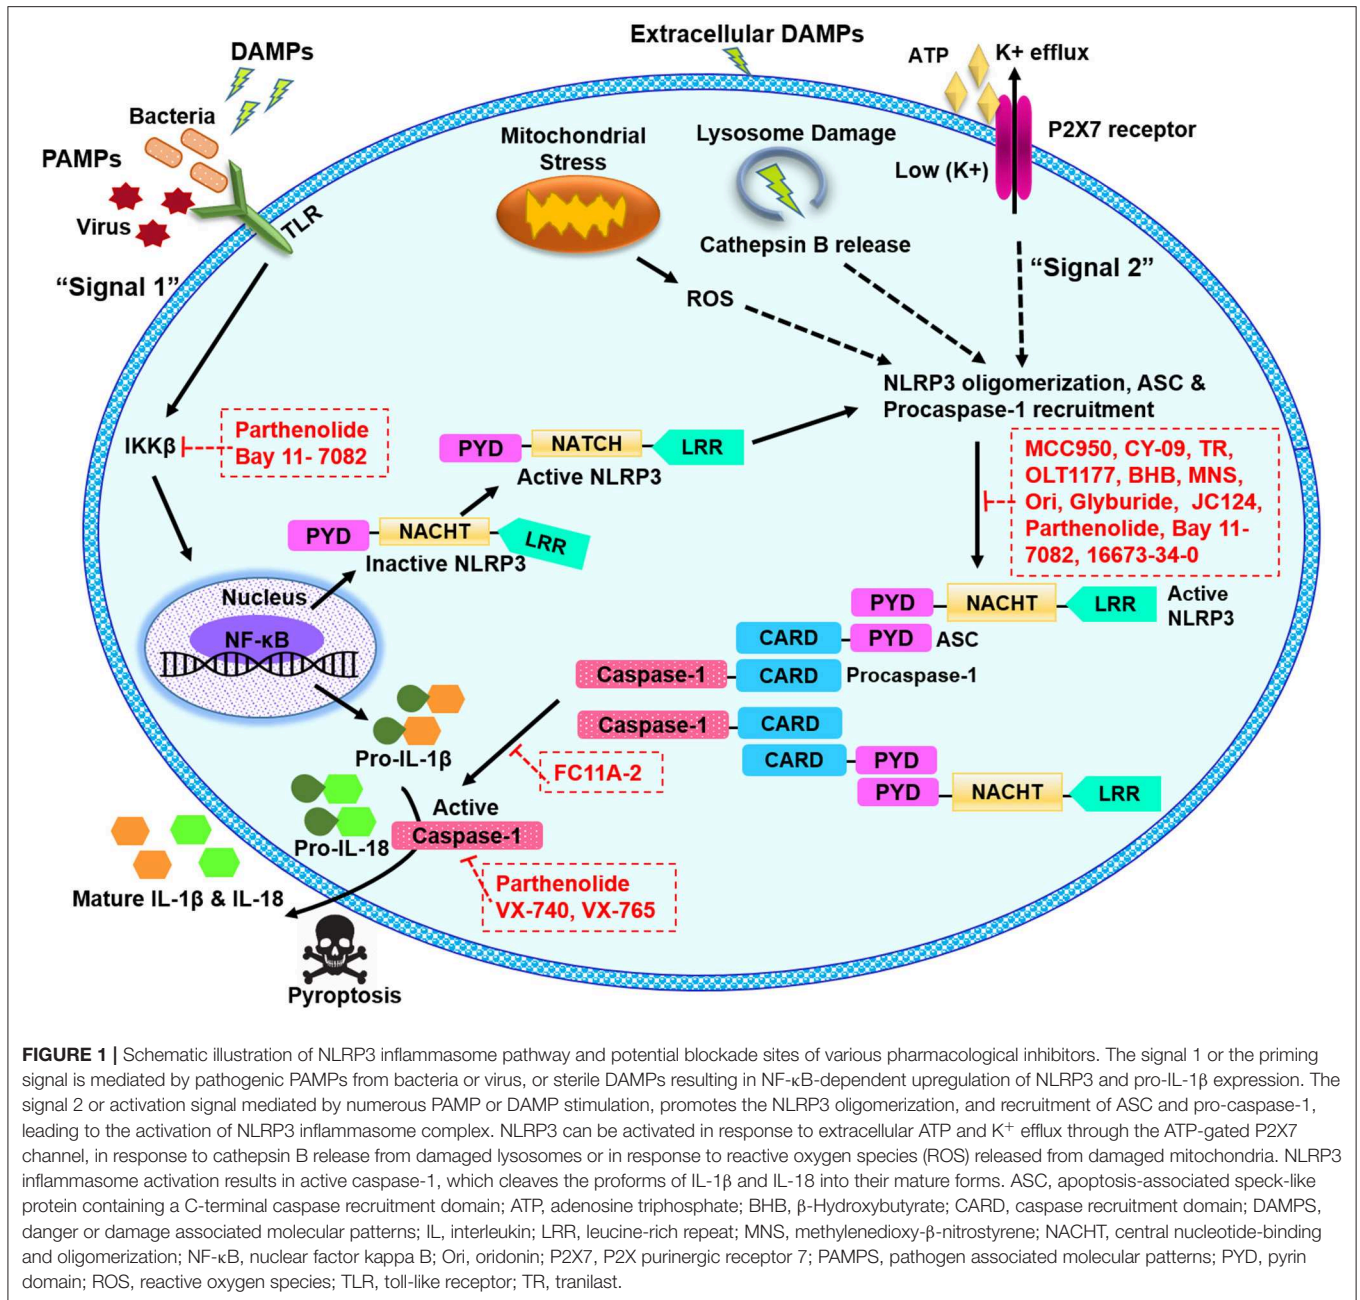 DAMPs
Extracellular DAMPs
ATP
K+ efflux
Bacteria
PAMPs
Virus
TLR
Mitochondrial
Stress
Lysosome Damage
P2X7 receptor
Low (K+)
Cathepsin B release
"Signal 1"
"Signal 2"
ROS
NLRP3 oligomerization, ASC &
Procaspase-1 recruitment
IKKβ
Parthenolide
Bay 11- 7082
PYD
NATCH
LRR
Active NLRP3
MCC950, CY-09, TR,
OLT1177, BHB, MNS,
Ori, Glyburide, JC124,
Parthenolide, Bay 11-
7082, 16673-34-0
PYD
NACHT
LRR
Inactive NLRP3
Nucleus
NF-κB
PYD
NACHT
LRR
Active
NLRP3
CARD
PYD
ASC
Caspase-1
CARD
Procaspase-1
Caspase-1
CARD
CARD
PYD
PYD
NACHT
LRR
Pro-IL-1β
FC11A-2
Active
Caspase-1
Pro-IL-18
Mature IL-1β & IL-18
Parthenolide
VX-740, VX-765
Pyroptosis
FIGURE 1 | Schematic illustration of NLRP3 inflammasome pathway and potential blockade sites of various pharmacological inhibitors. The signal 1 or the priming
signal is mediated by pathogenic PAMPs from bacteria or virus, or sterile DAMPs resulting in NF-κB-dependent upregulation of NLRP3 and pro-IL-1β expression. The
signal 2 or activation signal mediated by numerous PAMP or DAMP stimulation, promotes the NLRP3 oligomerization, and recruitment of ASC and pro-caspase-1,
leading to the activation of NLRP3 inflammasome complex. NLRP3 can be activated in response to extracellular ATP and K⁺ efflux through the ATP-gated P2X7
channel, in response to cathepsin B release from damaged lysosomes or in response to reactive oxygen species (ROS) released from damaged mitochondria. NLRP3
inflammasome activation results in active caspase-1, which cleaves the proforms of IL-1β and IL-18 into their mature forms. ASC, apoptosis-associated speck-like
protein containing a C-terminal caspase recruitment domain; ATP, adenosine triphosphate; BHB, β-Hydroxybutyrate; CARD, caspase recruitment domain; DAMPS,
danger or damage associated molecular patterns; IL, interleukin; LRR, leucine-rich repeat; MNS, methylenedioxy-β-nitrostyrene; NACHT, central nucleotide-binding
and oligomerization; NF-κB, nuclear factor kappa B; Ori, oridonin; P2X7, P2X purinergic receptor 7; PAMPS, pathogen associated molecular patterns; PYD, pyrin
domain; ROS, reactive oxygen species; TLR, toll-like receptor; TR, tranilast.